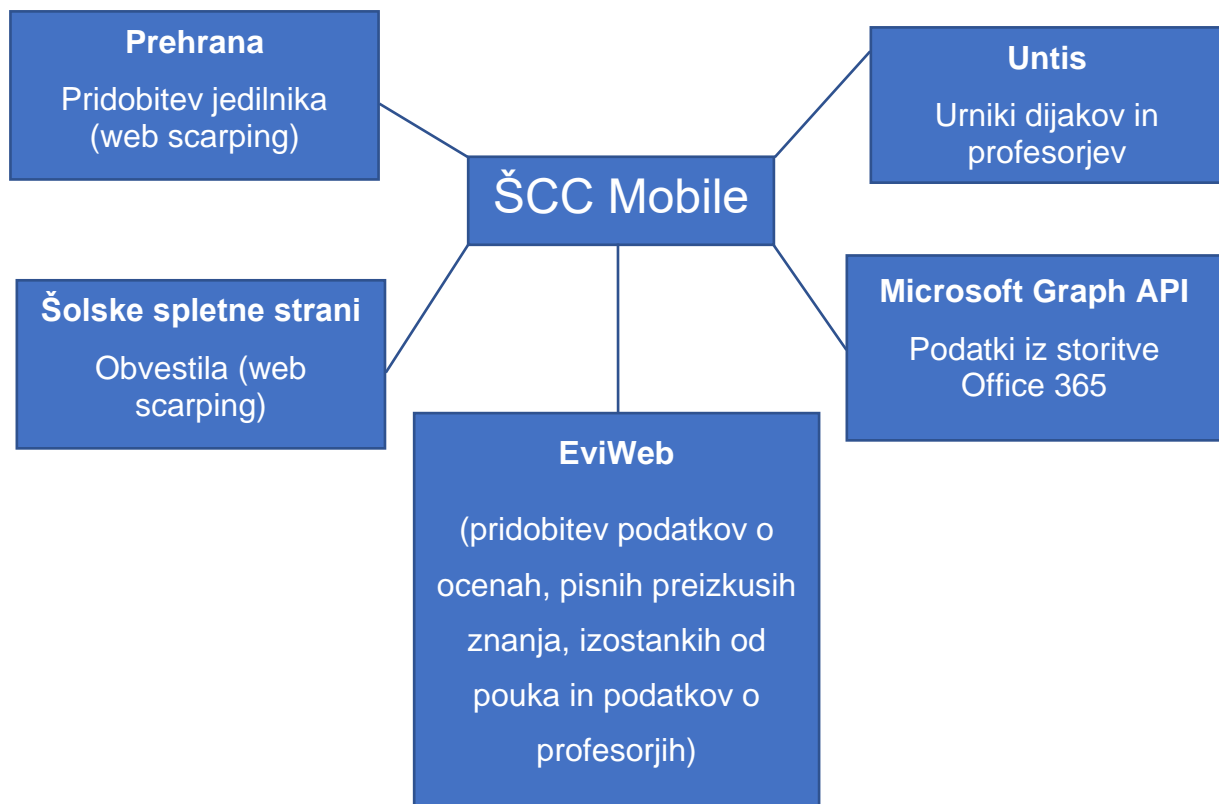 Prehrana
Pridobitev jedilnika
(web scarping)
Untis
Urniki dijakov in
profesorjev
ŠCC Mobile
Šolske spletne strani
Obvestila (web
scarping)
Microsoft Graph API
Podatki iz storitve
Office 365
EviWeb
(pridobitev podatkov o
ocenah, pisnih preizkusih
znanja, izostankih od
pouka in podatkov o
profesorjih)